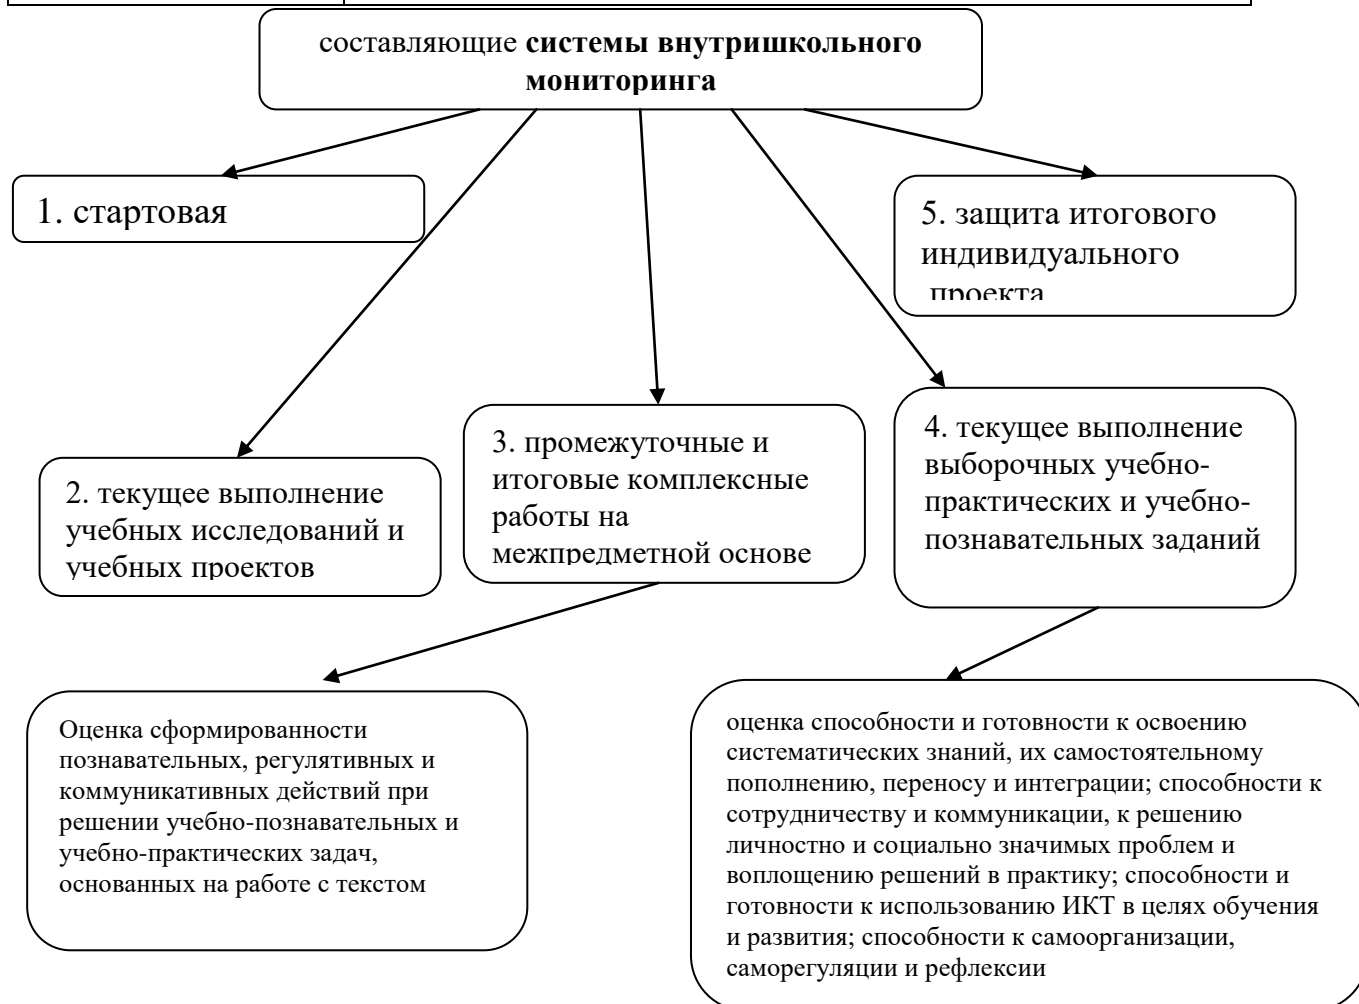 составляющие системы внутришкольного
мониторинга
1. стартовая
5. защита итогового
индивидуального
проекта
4. текущее выполнение
выборочных учебно-
практических и учебно-
познавательных заданий
3. промежуточные и
итоговые комплексные
работы на
межпредметной основе
2. текущее выполнение
учебных исследований и
учебных проектов
Оценка сформированности
познавательных, регулятивных и
коммуникативных действий при
решении учебно-познавательных и
учебно-практических задач,
основанных на работе с текстом
оценка способности и готовности к освоению
систематических знаний, их самостоятельному
пополнению, переносу и интеграции; способности к
сотрудничеству и коммуникации, к решению
личностно и социально значимых проблем и
воплощению решений в практику; способности и
готовности к использованию ИКТ в целях обучения
и развития; способности к самоорганизации,
саморегуляции и рефлексии